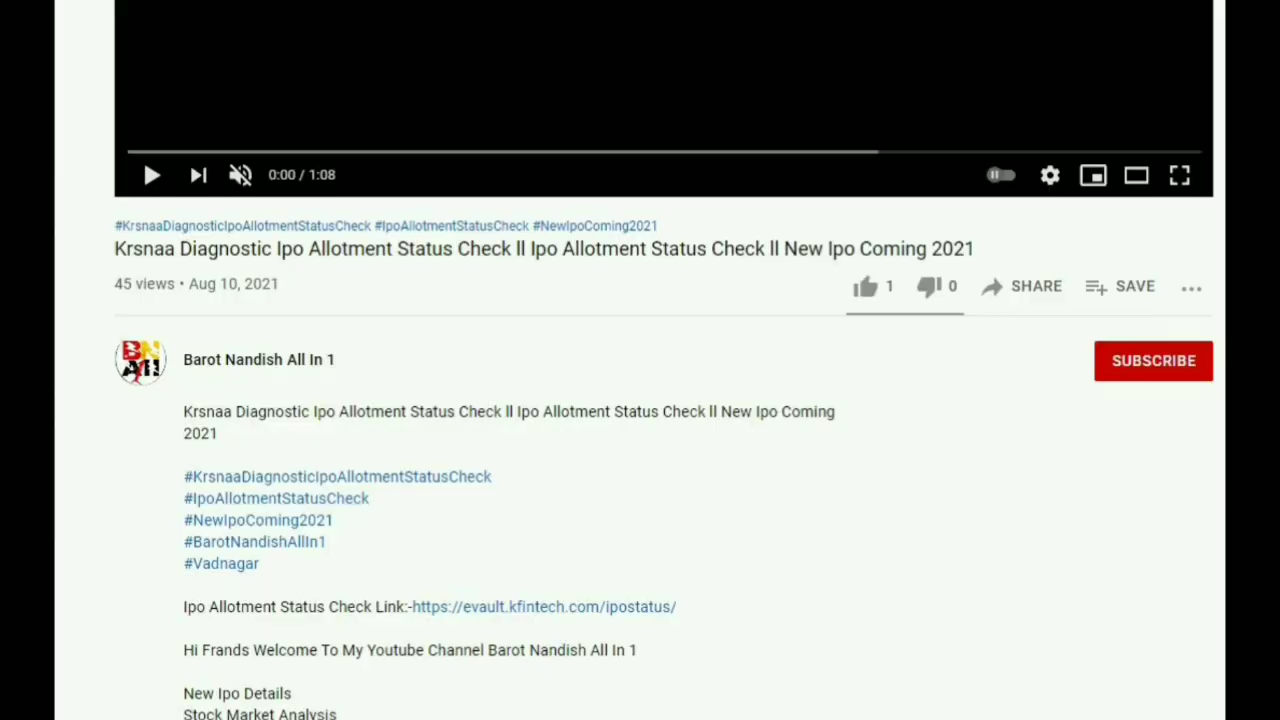 0:00 / 1:08
#KrsnaaDiagnosticIpoAllotmentStatusCheck #IpoAllotmentStatusCheck #NewIpoComing2021
Krsnaa Diagnostic Ipo Allotment Status Check ll Ipo Allotment Status Check ll New Ipo Coming 2021
45 views • Aug 10, 2021
1 0 SHARE SAVE ...
BN All
Barot Nandish All In 1
SUBSCRIBE
Krsnaa Diagnostic Ipo Allotment Status Check ll Ipo Allotment Status Check ll New Ipo Coming
2021
#KrsnaaDiagnosticIpoAllotmentStatusCheck
#IpoAllotmentStatusCheck
#NewIpoComing2021
#BarotNandishAllIn1
#Vadnagar
Ipo Allotment Status Check Link:-https://evault.kfintech.com/ipostatus/
Hi Frands Welcome To My Youtube Channel Barot Nandish All In 1
New Ipo Details
Stock Market Analysis